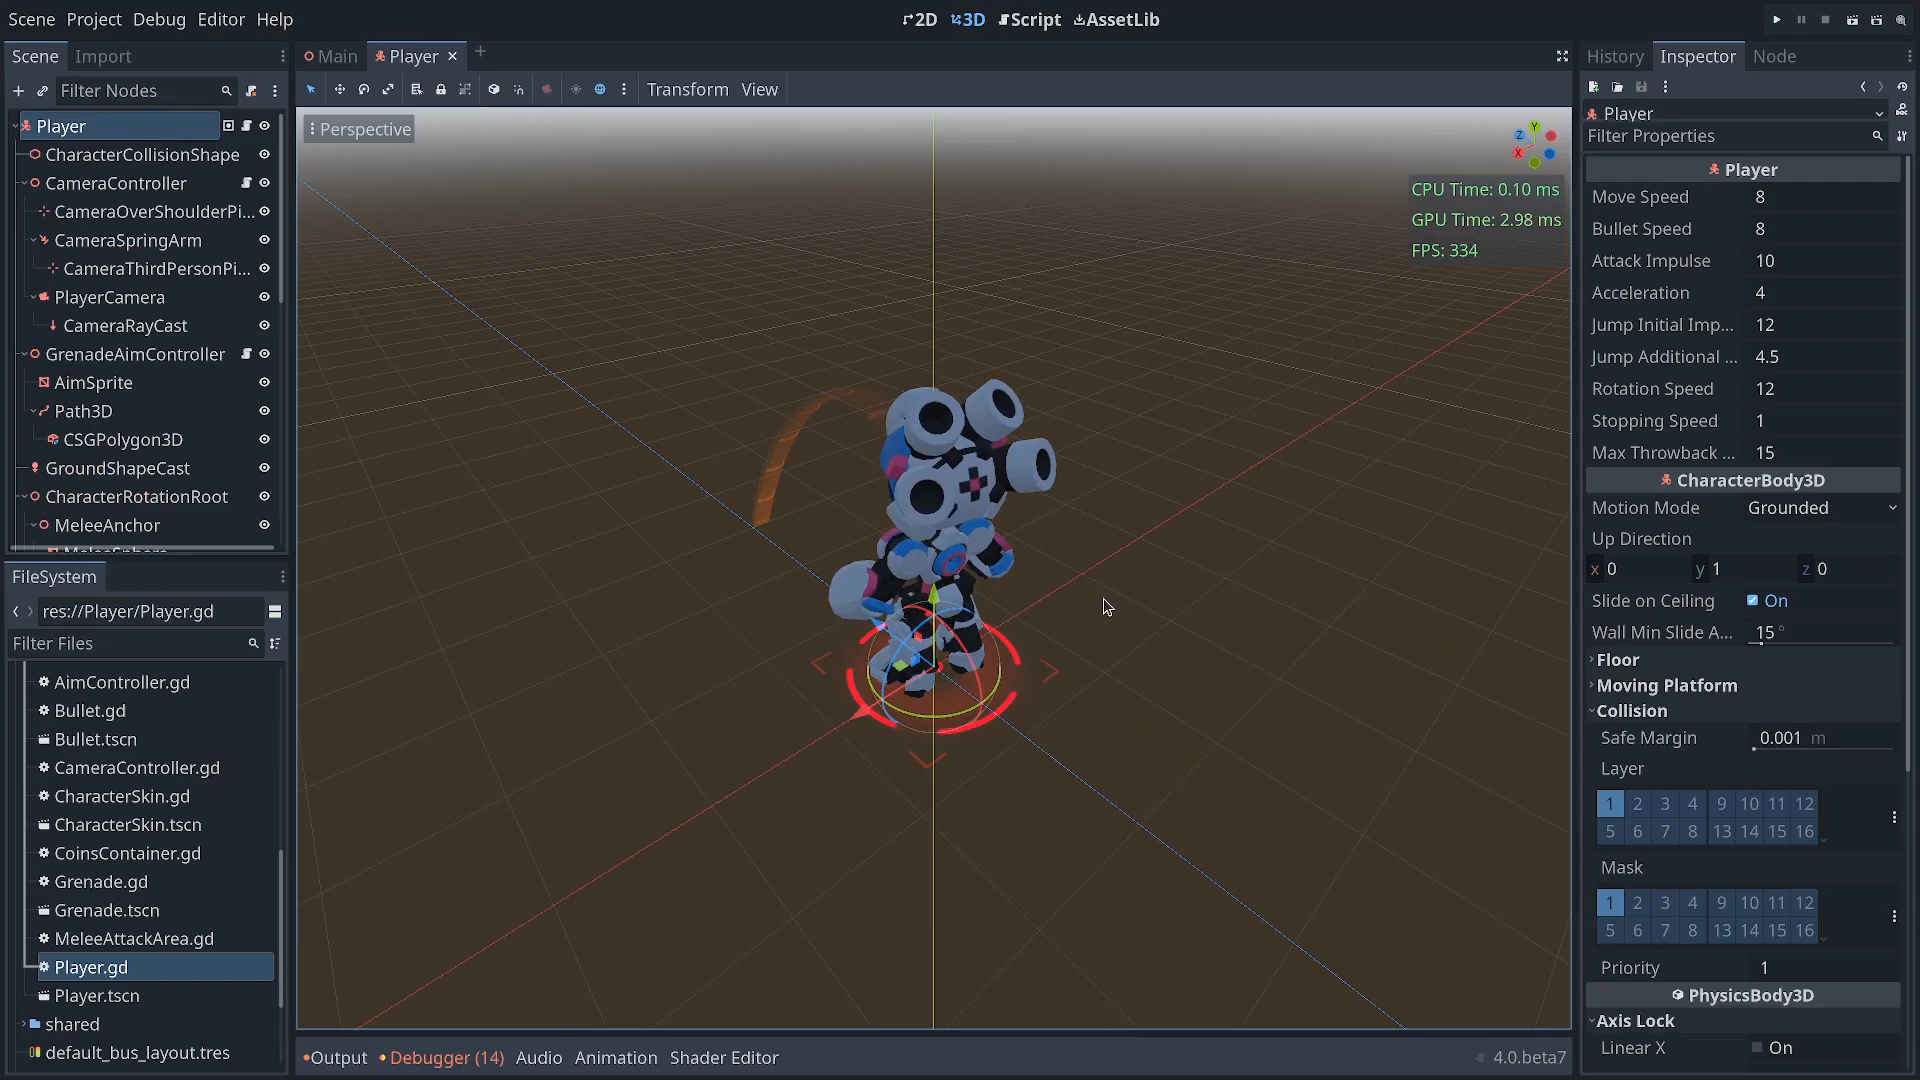 Scene Project Debug Editor Help
2D 3D Script AssetLib
Scene Import
Filter Nodes
Player
CharacterCollisionShape
CameraController
CameraOverShoulderPi...
CameraSpringArm
CameraThirdPersonPi...
PlayerCamera
CameraRayCast
GrenadeAimController
AimSprite
Path3D
CSGPolygon3D
GroundShapeCast
CharacterRotationRoot
MeleeAnchor
FileSystem
res://Player/Player.gd
Filter Files
AimController.gd
Bullet.gd
Bullet.tscn
CameraController.gd
CharacterSkin.gd
CharacterSkin.tscn
CoinsContainer.gd
Grenade.gd
Grenade.tscn
MeleeAttackArea.gd
Player.gd
Player.tscn
shared
default_bus_layout.tres
Main Player
Transform View
Perspective
Y
Z
X
CPU Time: 0.10 ms
GPU Time: 2.98 ms
FPS: 334
Output Debugger (14) Audio Animation Shader Editor
4.0.beta7
History Inspector Node
Player
Filter Properties
Player
Move Speed 8
Bullet Speed 8
Attack Impulse 10
Acceleration 4
Jump Initial Imp... 12
Jump Additional ... 4.5
Rotation Speed 12
Stopping Speed 1
Max Throwback ... 15
CharacterBody3D
Motion Mode Grounded
Up Direction
x 0 y 1 z 0
Slide on Ceiling On
Wall Min Slide A... 15 °
Floor
Moving Platform
Collision
Safe Margin 0.001 m
Layer
1 2 3 4 9 10 11 12
5 6 7 8 13 14 15 16
Mask
1 2 3 4 9 10 11 12
5 6 7 8 13 14 15 16
Priority 1
PhysicsBody3D
Axis Lock
Linear X On